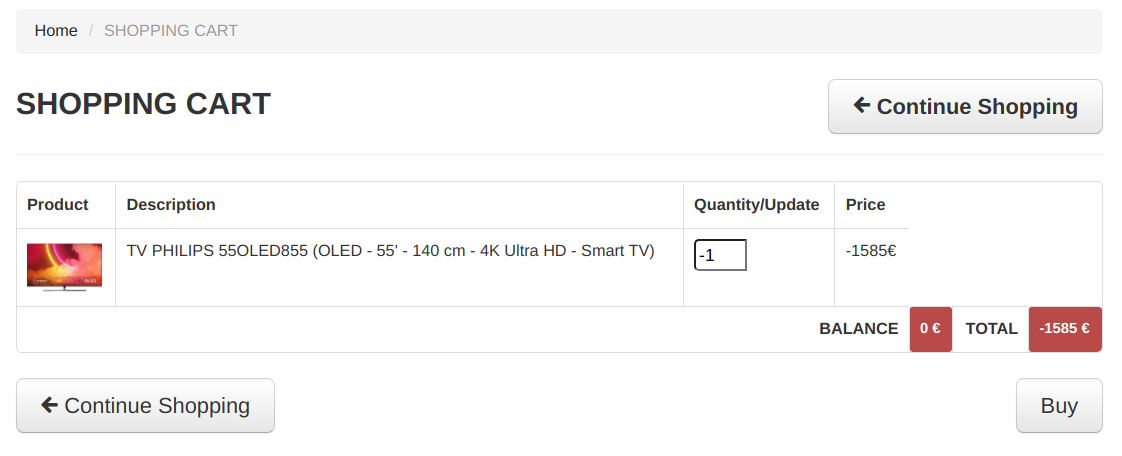 Home / SHOPPING CART
SHOPPING CART
Continue Shopping
Product Description Quantity/Update Price
TV PHILIPS 55OLED855 (OLED - 55' - 140 cm - 4K Ultra HD - Smart TV) -1 -1585€
OLED
BALANCE 0 € TOTAL -1585 €
Continue Shopping Buy